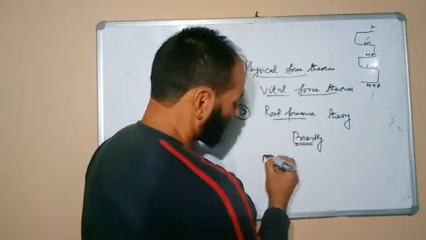 Physical force theories
Vital force theories
Root pressure theory
Priestly